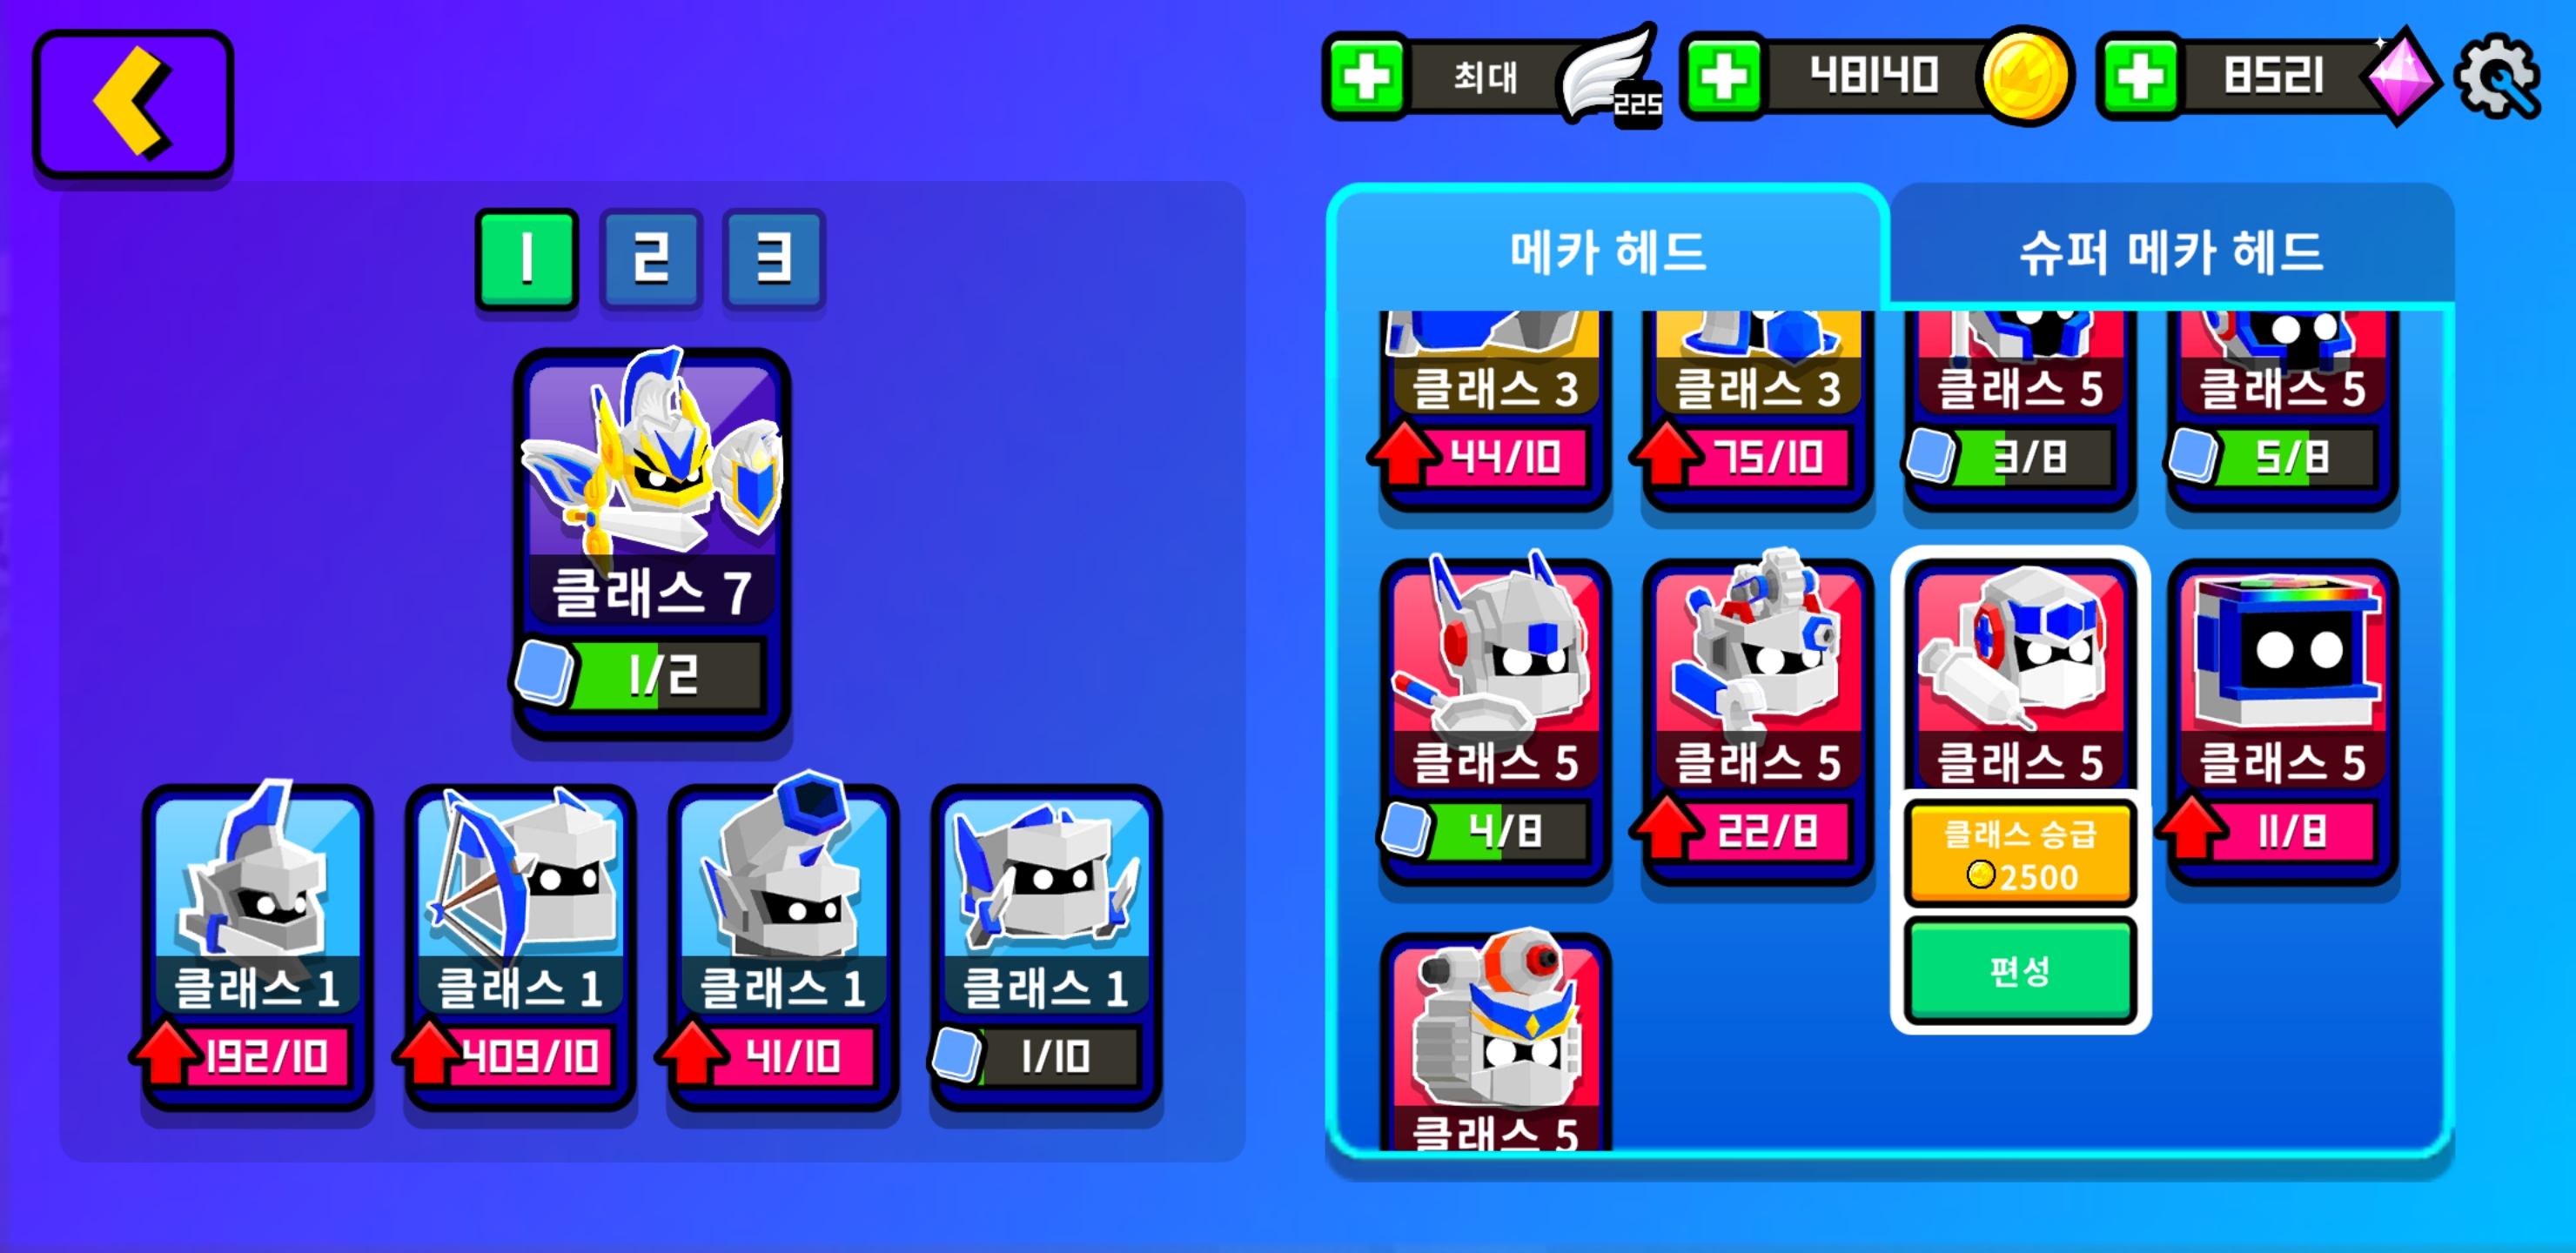 최대
225
48140
8521
1
2
3
클래스 7
1/2
클래스 1
192/10
클래스 1
409/10
클래스 1
41/10
클래스 1
1/10
메카 헤드
슈퍼 메카 헤드
클래스 3
44/10
클래스 3
75/10
클래스 5
3/8
클래스 5
5/8
클래스 5
4/8
클래스 5
22/8
클래스 5
클래스 승급
2500
편성
클래스 5
11/8
클래스 5